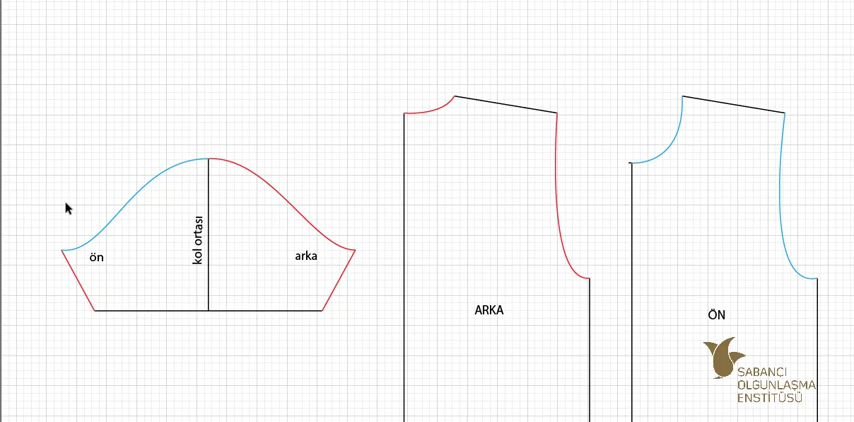 ön
kol ortası
arka
ARKA
ÖN
SABANCI
OLGUNLAŞMA
ENSTİTÜSÜ